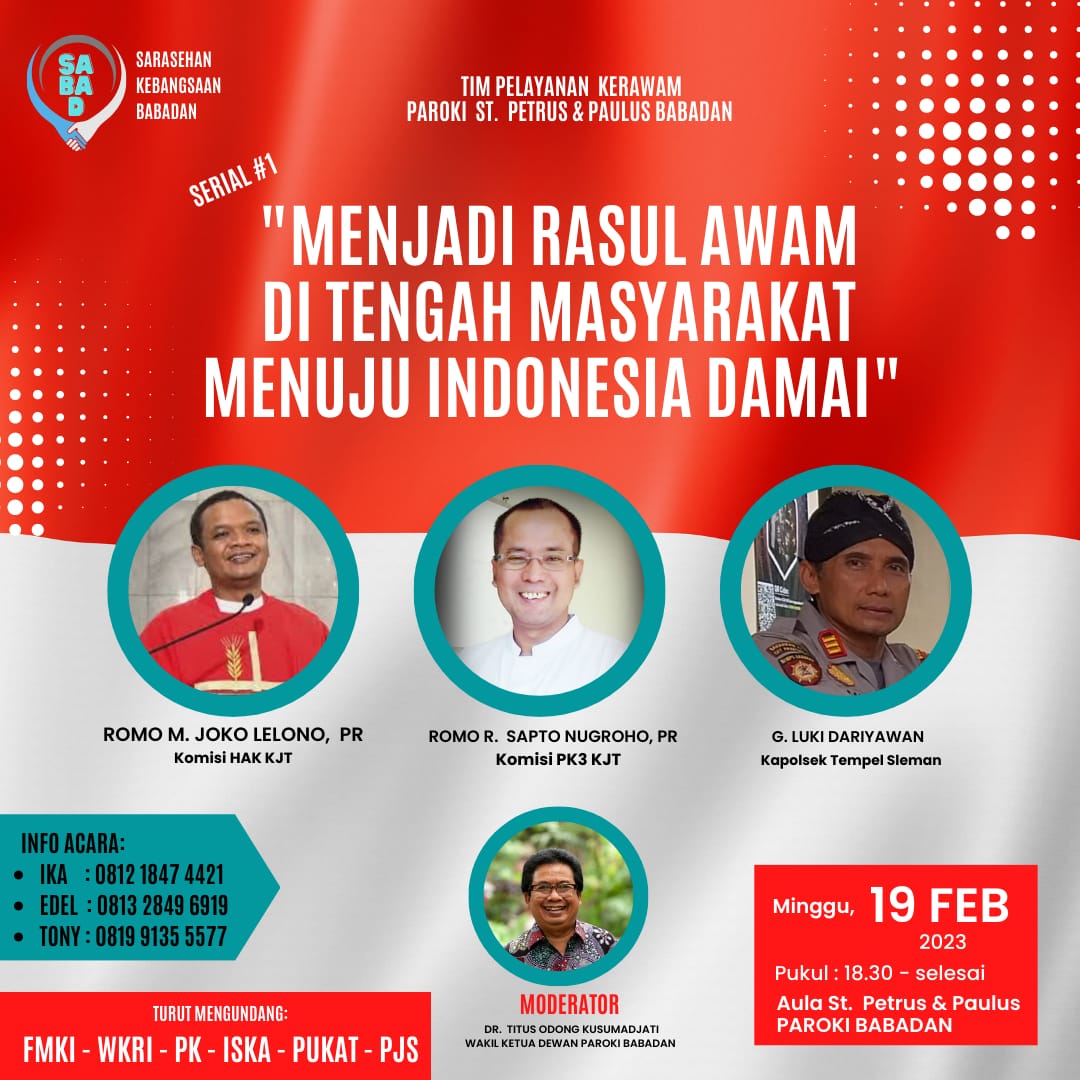 SA
BA
D
SARASEHAN
KEBANGSAAN
BABADAN
TIM PELAYANAN KERAWAM
PAROKI ST. PETRUS & PAULUS BABADAN
SERIAL #1
"MENJADI RASUL AWAM
DI TENGAH MASYARAKAT
MENUJU INDONESIA DAMAI"
ROMO M. JOKO LELONO, PR
Komisi HAK KJT
ROMO R. SAPTO NUGROHO, PR
Komisi PK3 KJT
G. LUKI DARIYAWAN
Kapolsek Tempel Sleman
INFO ACARA:
• IKA : 0812 1847 4421
• EDEL : 0813 2849 6919
• TONY : 0819 9135 5577
MODERATOR
DR. TITUS ODONG KUSUMADJATI
WAKIL KETUA DEWAN PAROKI BABADAN
Minggu, 19 FEB
2023
Pukul : 18.30 - selesai
Aula St. Petrus & Paulus
PAROKI BABADAN
TURUT MENGUNDANG:
FMKI - WKRI - PK - ISKA - PUKAT - PJS